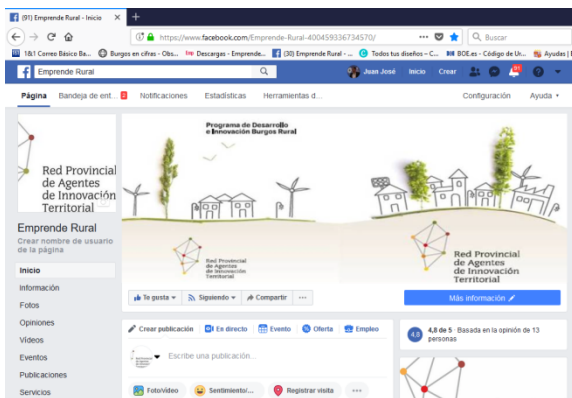 (91) Emprende Rural - Inicio
https://www.facebook.com/Emprende-Rural-400459336734570/
Buscar
1&1 Correo Básico Ba...
Burgos en cifras - Obs...
Descargas - Emprende...
(30) Emprende Rural - ...
Todos tus diseños – C...
BOE.es - Código de Ur...
Ayudas |
Emprende Rural
Juan José
Inicio
Crear
91
Página
Bandeja de ent...
Notificaciones
Estadísticas
Herramientas d...
Configuración
Ayuda
Red Provincial
de Agentes
de Innovación
Territorial
Emprende Rural
Crear nombre de usuario
de la página
Inicio
Información
Fotos
Opiniones
Vídeos
Eventos
Publicaciones
Servicios
Programa de Desarrollo
e Innovación Burgos Rural
Red Provincial
de Agentes
de Innovación
Territorial
Red Provincial
de Agentes
de Innovación
Territorial
Te gusta
Siguiendo
Compartir
Más información
Crear publicación
En directo
Evento
Oferta
Empleo
Escribe una publicación...
Foto/vídeo
Sentimiento/...
Registrar visita
4,8
4,8 de 5 · Basada en la opinión de 13
personas